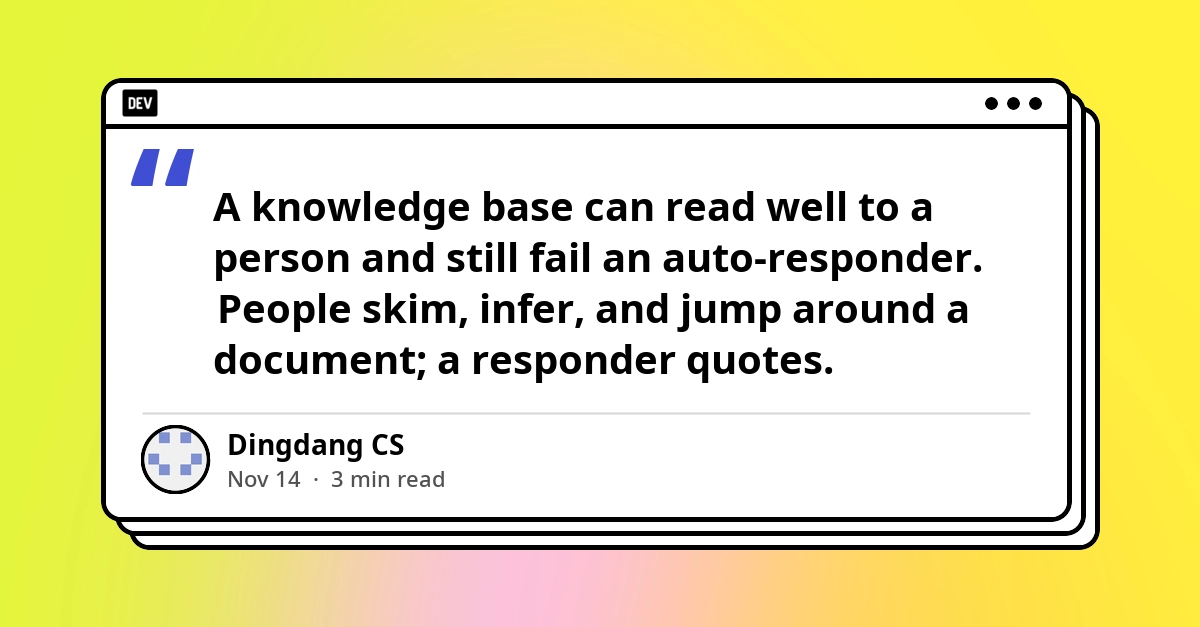 DEV
“
A knowledge base can read well to a
person and still fail an auto-responder.
People skim, infer, and jump around a
document; a responder quotes.
Dingdang CS
Nov 14 · 3 min read